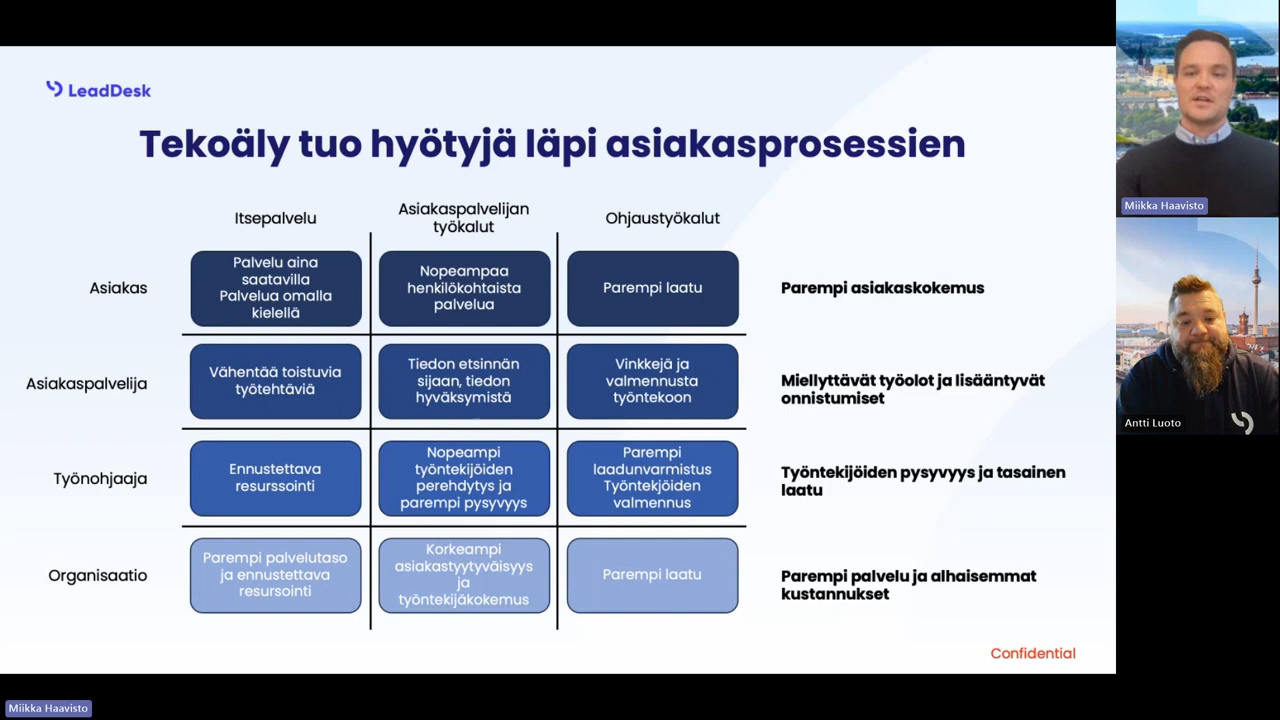 LeadDesk
Tekoäly tuo hyötyjä läpi asiakasprosessien
Itsepalvelu
Asiakaspalvelijan
työkalut
Ohjaustyökalut
Asiakas
Palvelu aina
saatavilla
Palvelua omalla
kielellä
Nopeampaa
henkilökohtaista
palvelua
Parempi laatu
Parempi asiakaskokemus
Asiakaspalvelija
Vähentää toistuvia
työtehtäviä
Tiedon etsinnän
sijaan, tiedon
hyväksymistä
Vinkkejä ja
valmennusta
työntekoon
Miellyttävät työolot ja lisääntyvät
onnistumiset
Työnohjaaja
Ennustettava
resurssointi
Nopeampi
työntekijöiden
perehdytys ja
parempi pysyvyys
Parempi
laadunvarmistus
Työntekjöiden
valmennus
Työntekijöiden pysyvyys ja tasainen
laatu
Organisaatio
Parempi palvelutaso
ja ennustettava
resursointi
Korkeampi
asiakastyytyväisyys
ja
työntekijäkokemus
Parempi laatu
Parempi palvelu ja alhaisemmat
kustannukset
Confidential
Miikka Haavisto
Antti Luoto
Miikka Haavisto